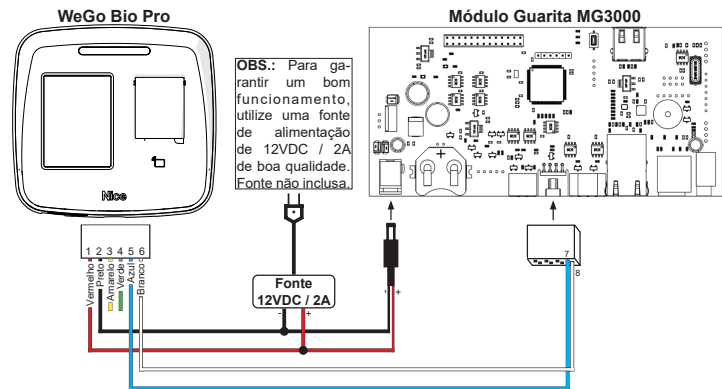 WeGo Bio Pro
Módulo Guarita MG3000
OBS.: Para ga-
rantir um bom
funcionamento,
utilize uma fonte
de alimentação
de 12VDC / 2A
de boa qualidade.
Fonte não inclusa.
Nice
1 2 3 4 5 6
Vermelho
Preto
Amarelo
Verde
Azul
Branco
Fonte
12VDC / 2A
- +
- +
7
8